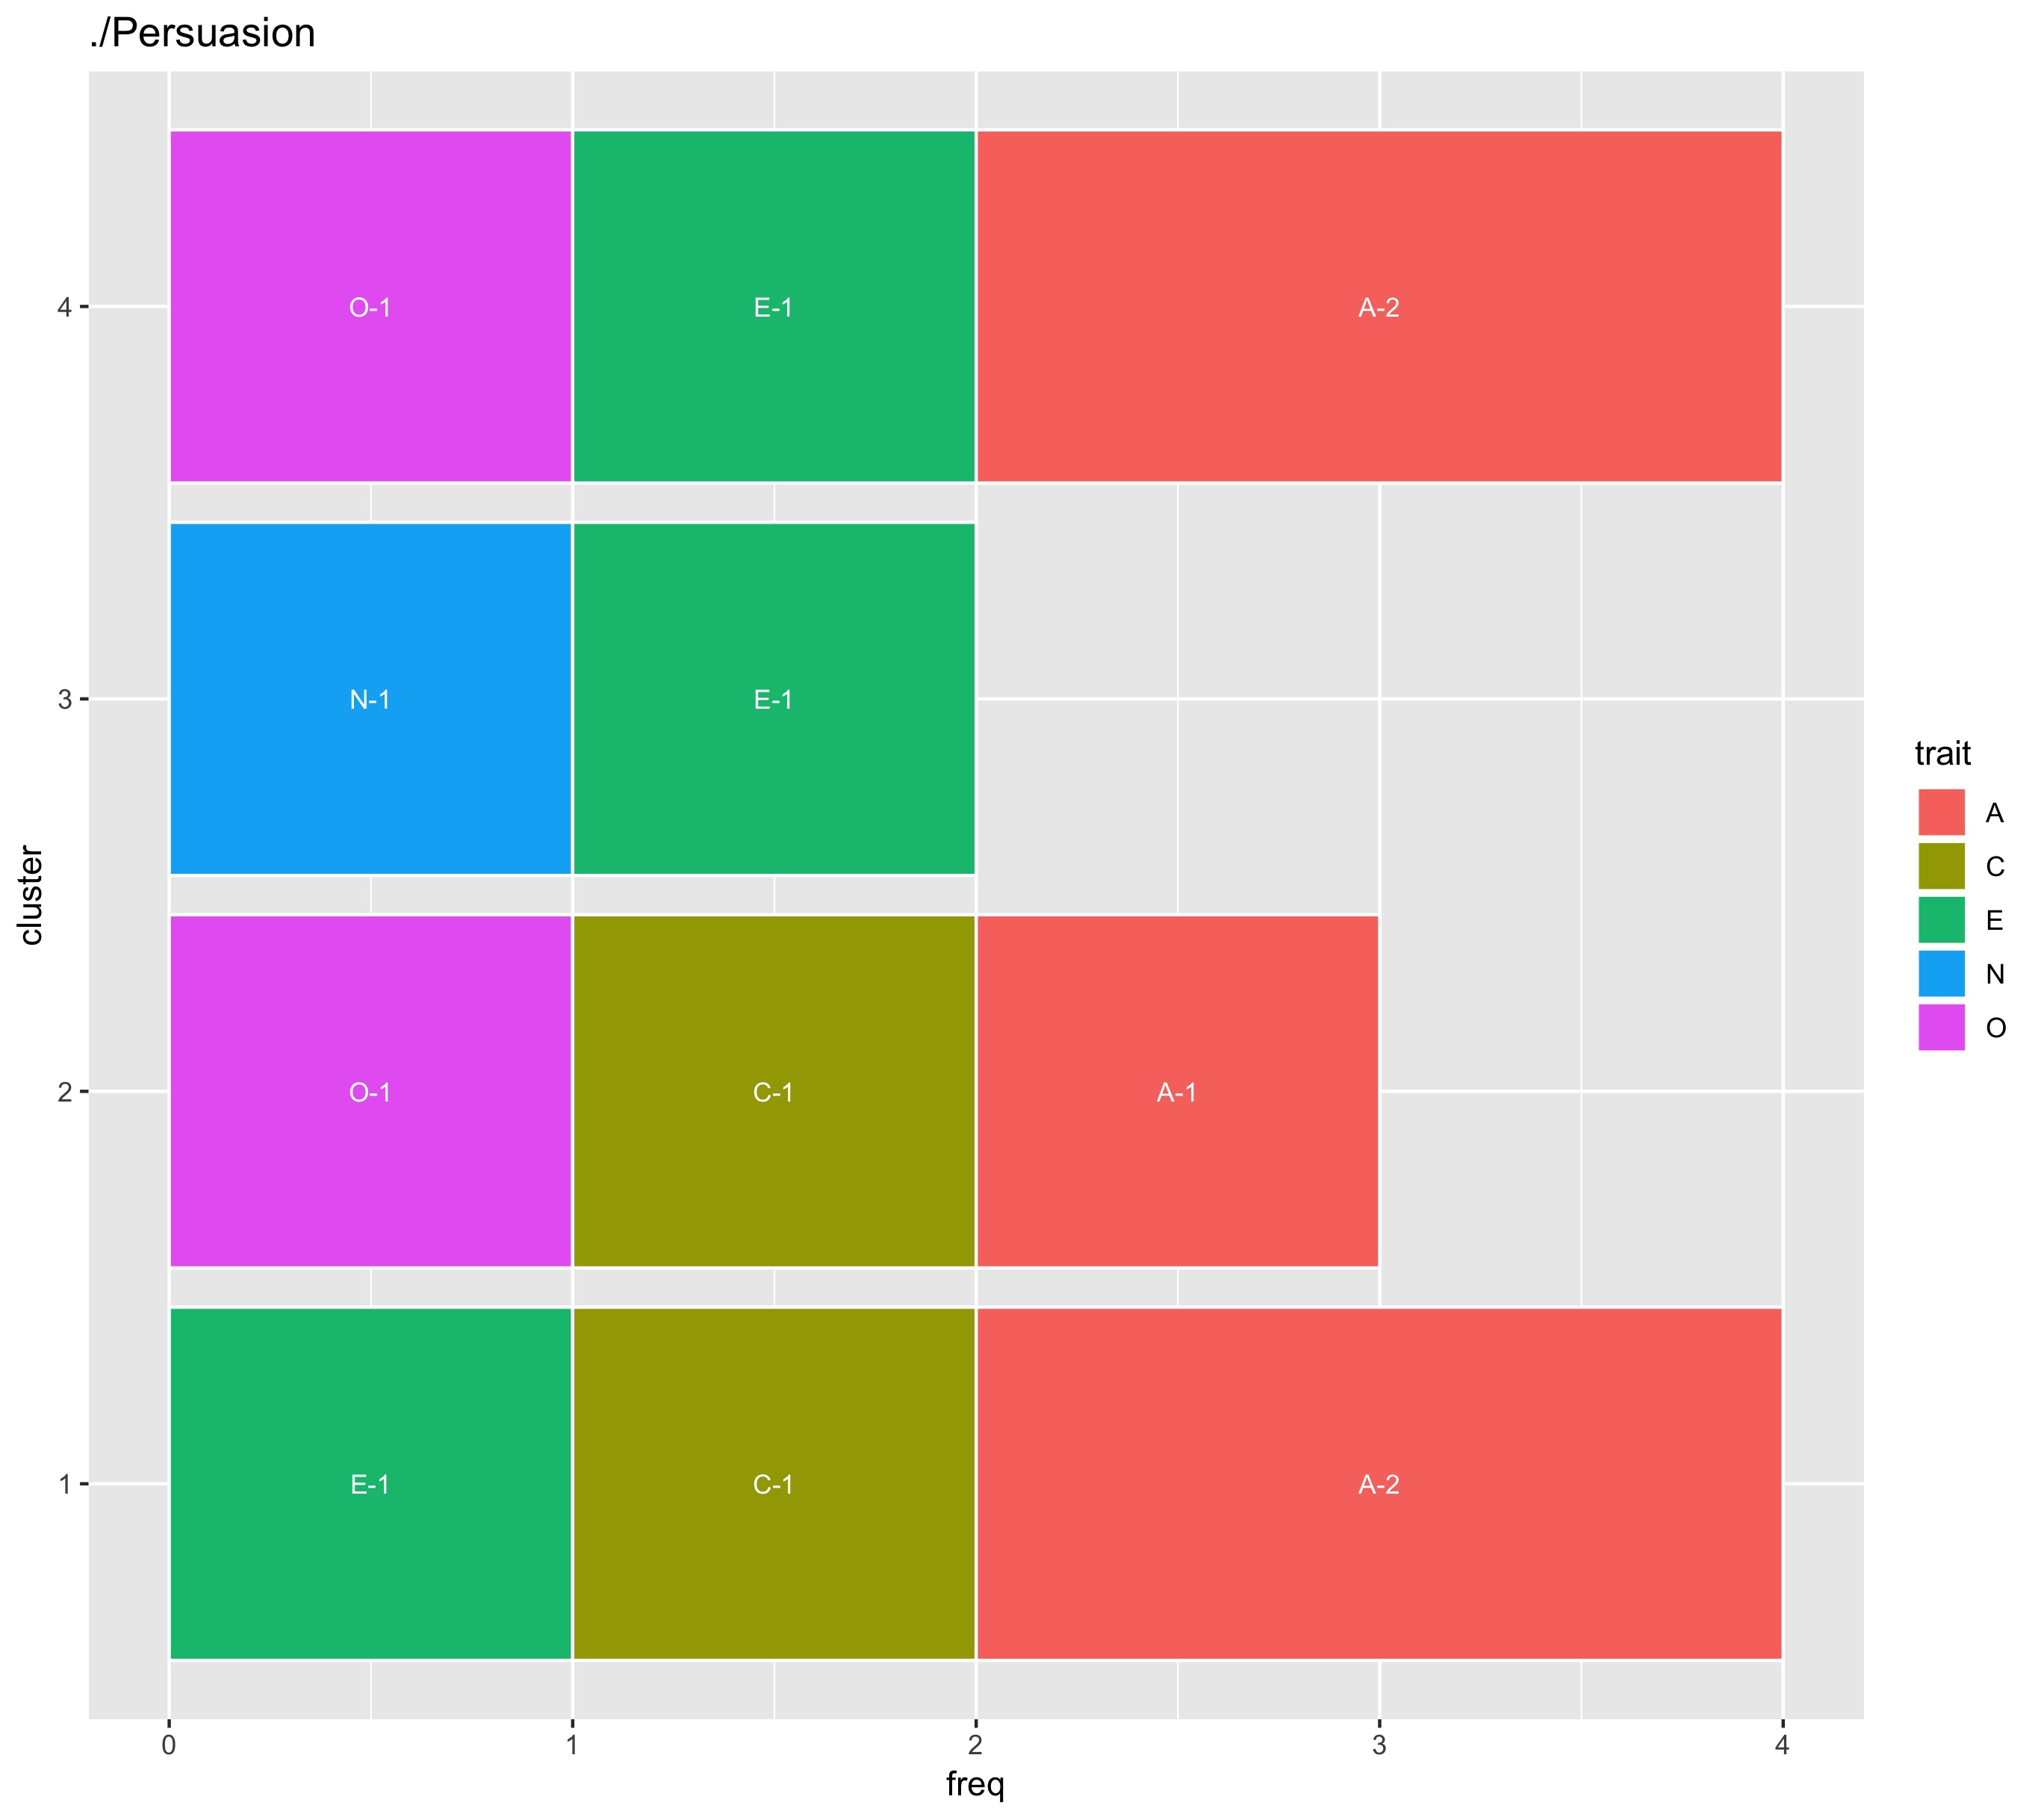 ./Persuasion
4
O-1 E-1 A-2
3
N-1 E-1
2
O-1 C-1 A-1
1
E-1 C-1 A-2
cluster
0 1 2 3 4
freq
trait
A
C
E
N
O